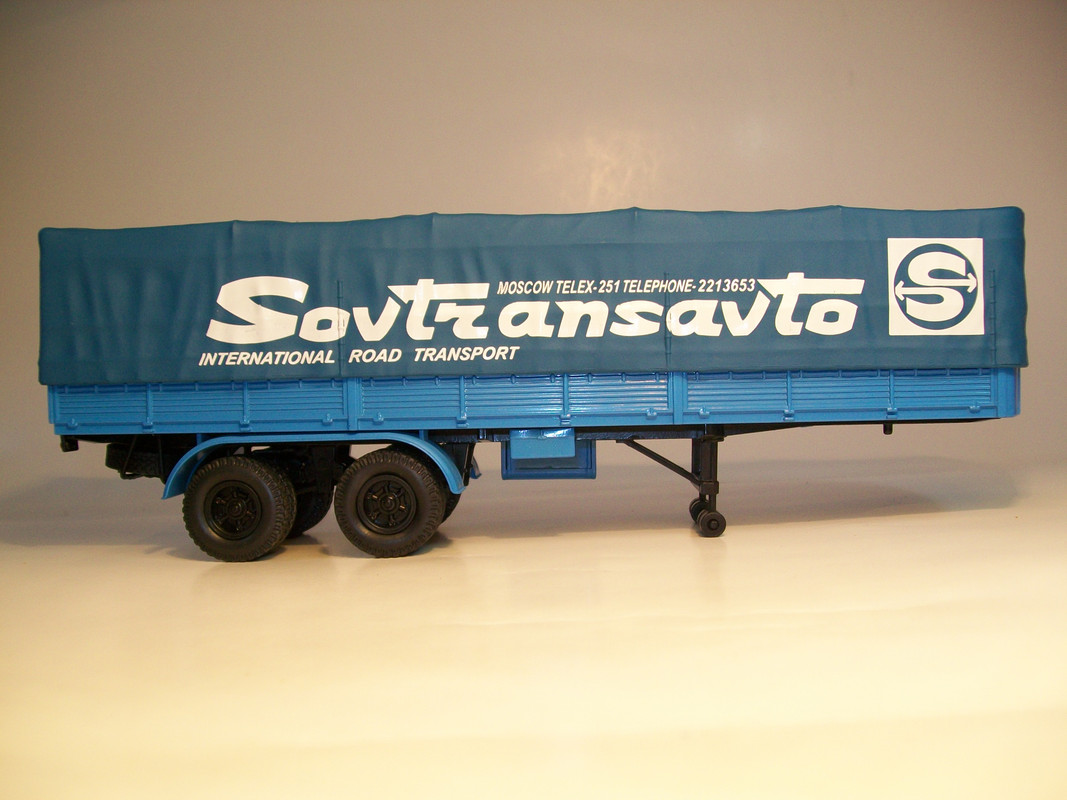 MOSCOW TELEX-251 TELEPHONE-2213653
Sovtransavto
INTERNATIONAL ROAD TRANSPORT
S